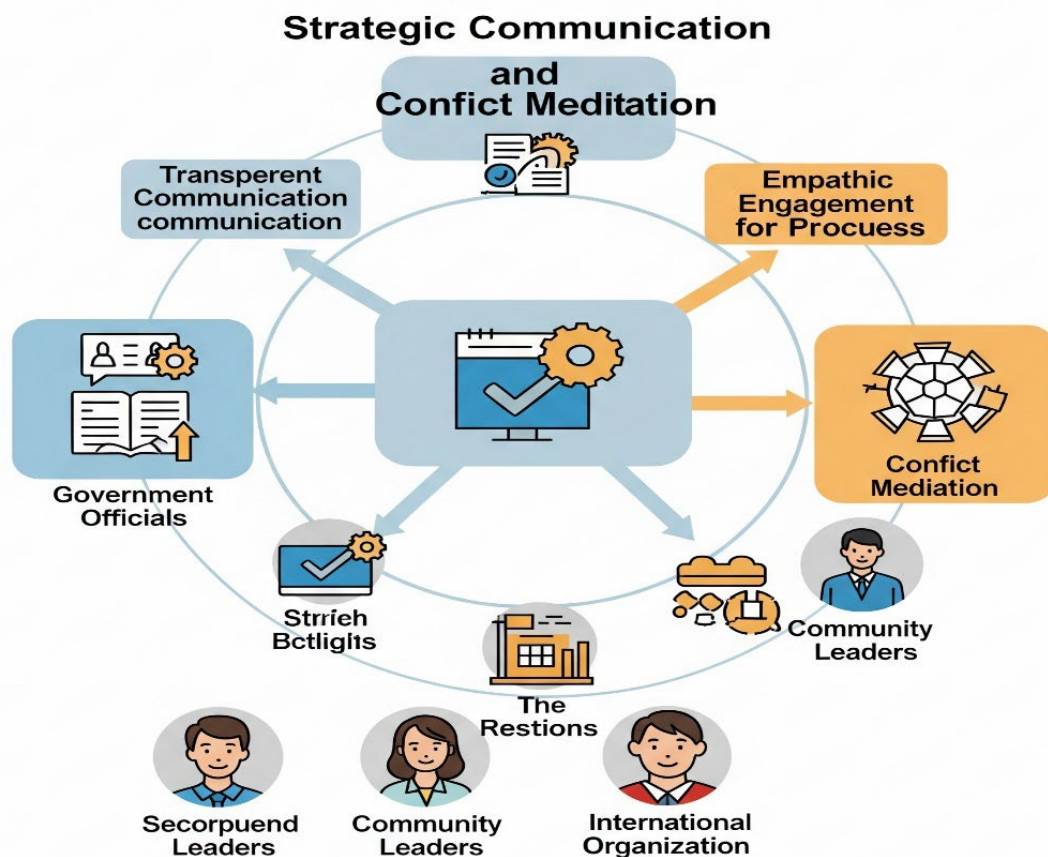 Strategic Communication
and
Confict Meditation
Transperent
Communication
communication
Empathic
Engagement
for Procuess
Government
Officials
Confict
Mediation
Strrieh
Bctligits
The
Restions
Community
Leaders
Secorpuend
Leaders
Community
Leaders
International
Organization